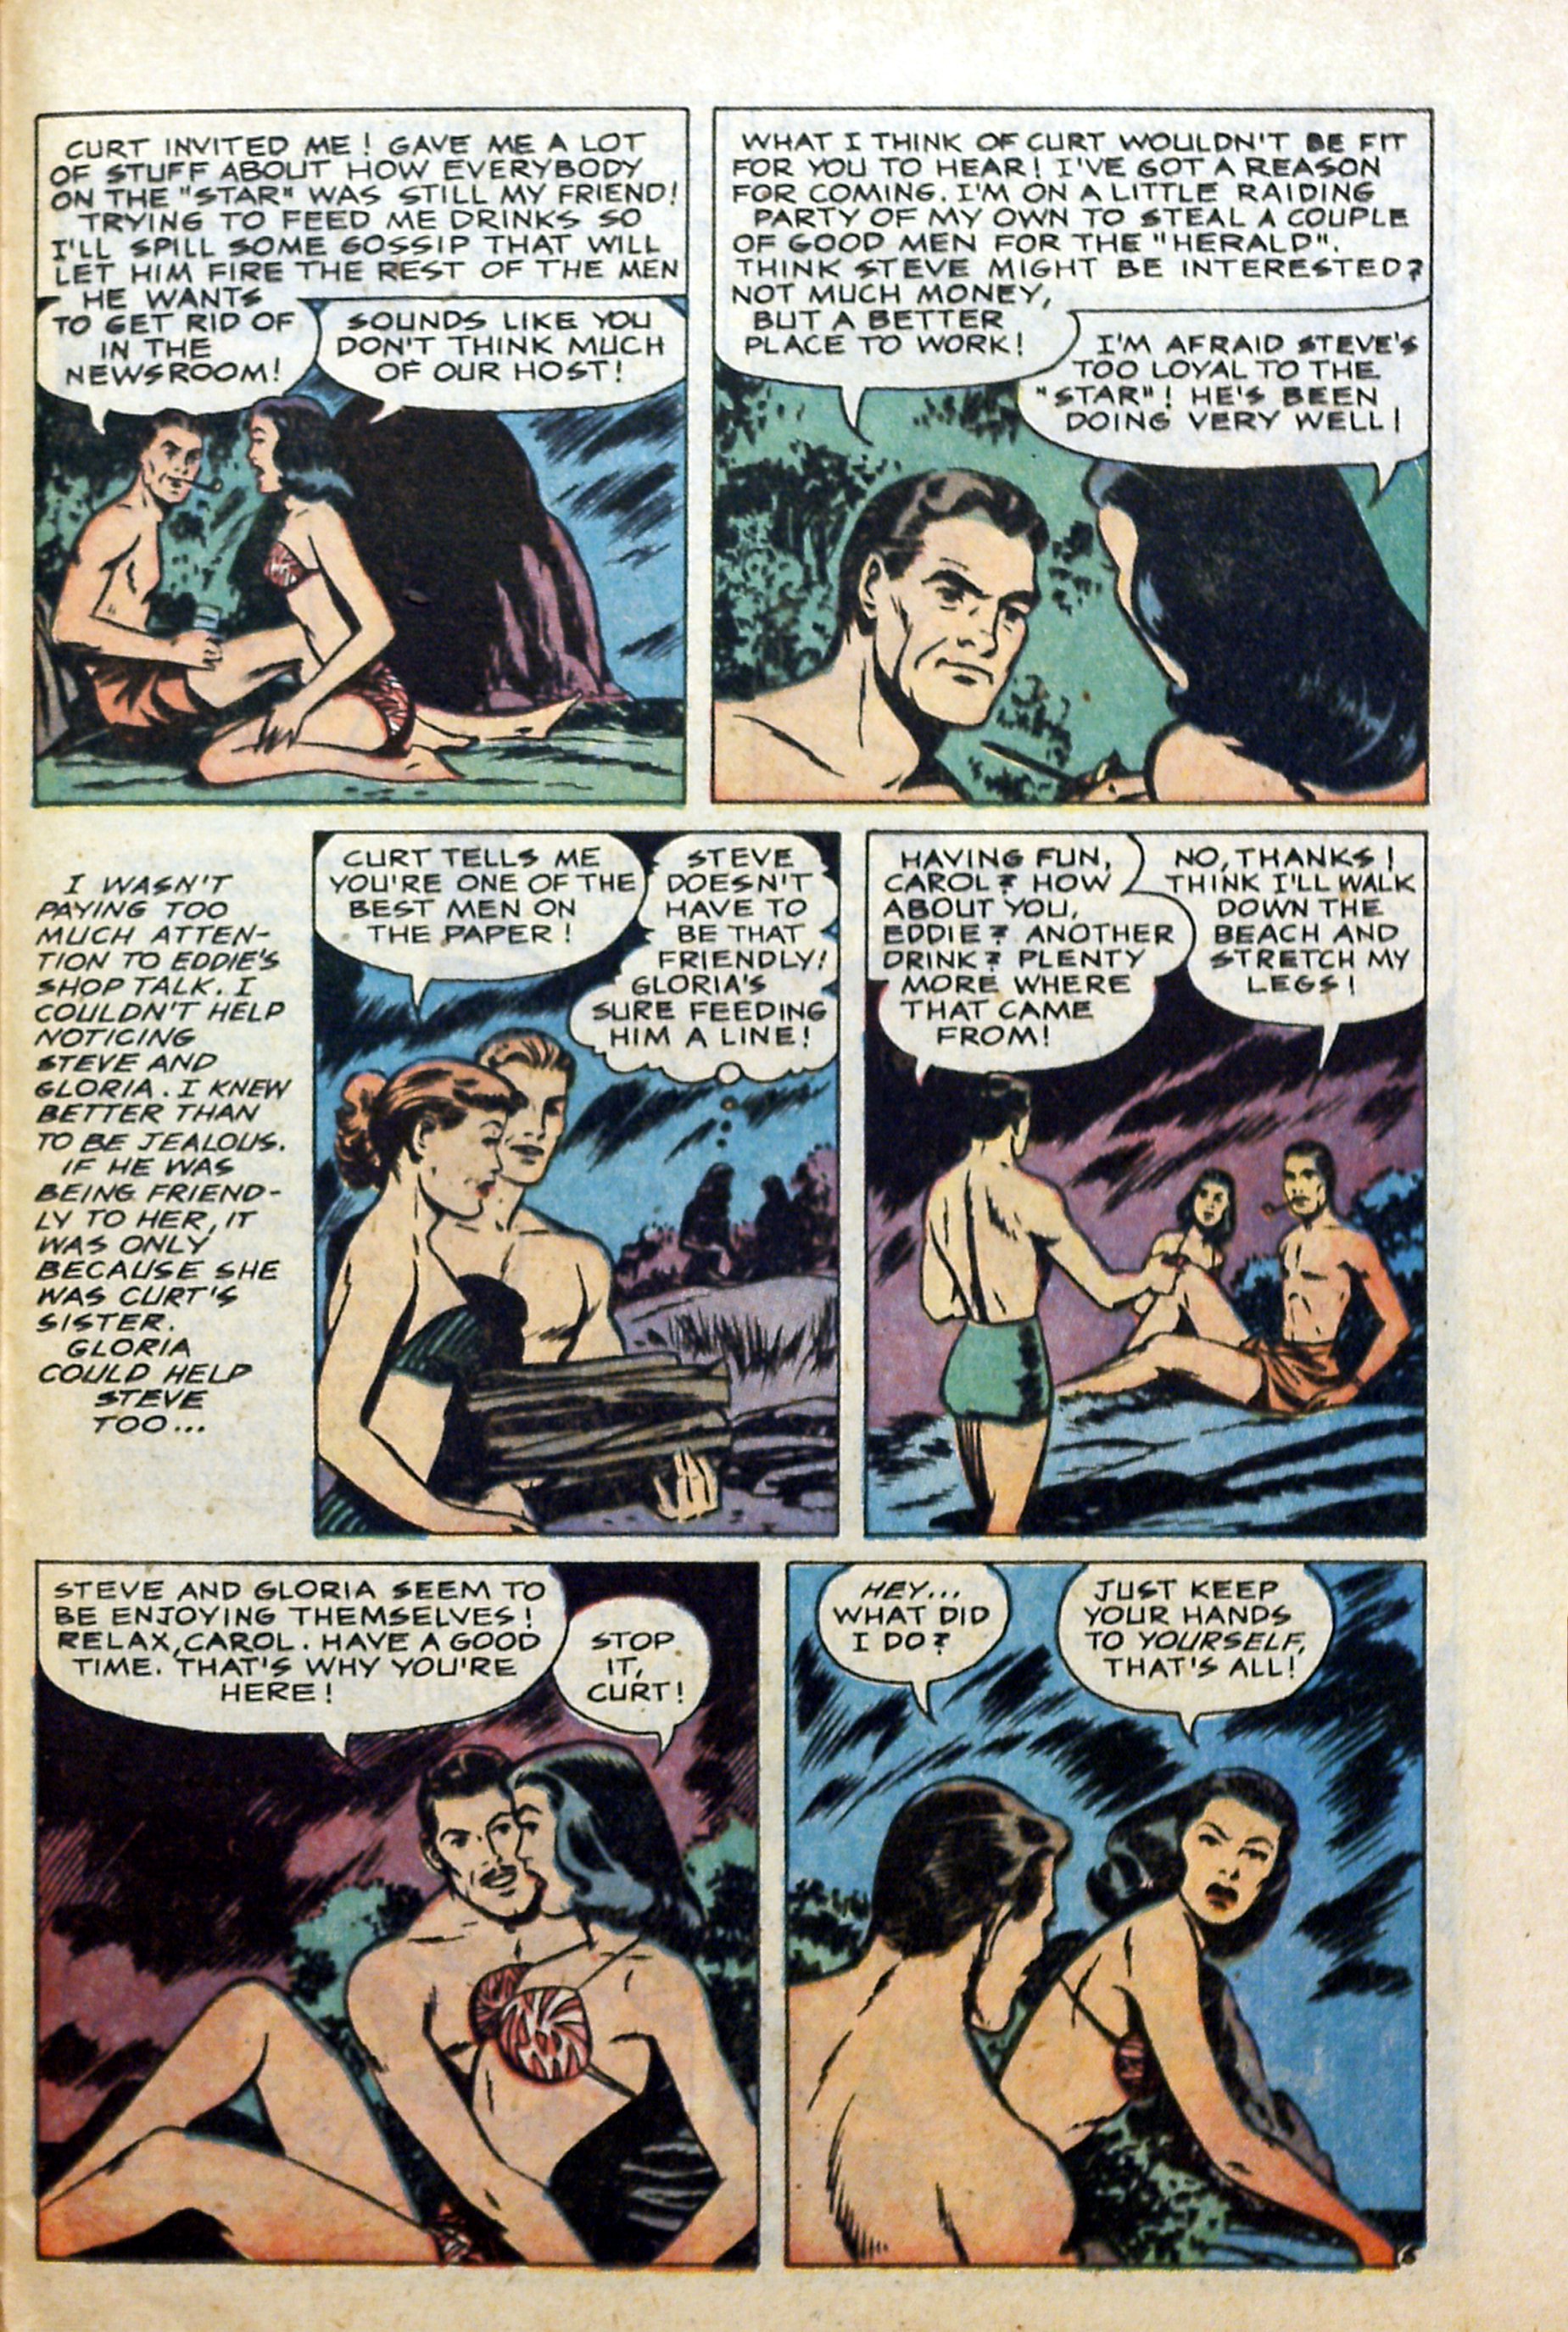 CURT INVITED ME! GAVE ME A LOT
OF STUFF ABOUT HOW EVERYBODY
ON THE "STAR" WAS STILL MY FRIEND!
TRYING TO FEED ME DRINKS SO
I'LL SPILL SOME GOSSIP THAT WILL
LET HIM FIRE THE REST OF THE MEN
HE WANTS
TO GET RID OF
IN THE
NEWSROOM!
SOUNDS LIKE YOU
DON'T THINK MUCH
OF OUR HOST!
WHAT I THINK OF CURT WOULDN'T BE FIT
FOR YOU TO HEAR! I'VE GOT A REASON
FOR COMING. I'M ON A LITTLE RAIDING
PARTY OF MY OWN TO STEAL A COUPLE
OF GOOD MEN FOR THE "HERALD".
THINK STEVE MIGHT BE INTERESTED?
NOT MUCH MONEY,
BUT A BETTER
PLACE TO WORK!
I'M AFRAID STEVE'S
TOO LOYAL TO THE
"STAR"! HE'S BEEN
DOING VERY WELL!
I WASN'T
PAYING TOO
MUCH ATTEN-
TION TO EDDIE'S
SHOP TALK. I
COULDN'T HELP
NOTICING
STEVE AND
GLORIA. I KNEW
BETTER THAN
TO BE JEALOUS.
IF HE WAS
BEING FRIEND-
LY TO HER, IT
WAS ONLY
BECAUSE SHE
WAS CURT'S
SISTER.
GLORIA
COULD HELP
STEVE
TOO...
CURT TELLS ME
YOU'RE ONE OF THE
BEST MEN ON
THE PAPER!
STEVE
DOESN'T
HAVE TO
BE THAT
FRIENDLY!
GLORIA'S
SURE FEEDING
HIM A LINE!
HAVING FUN,
CAROL? HOW
ABOUT YOU,
EDDIE? ANOTHER
DRINK? PLENTY
MORE WHERE
THAT CAME
FROM!
NO, THANKS!
THINK I'LL WALK
DOWN THE
BEACH AND
STRETCH MY
LEGS!
STEVE AND GLORIA SEEM TO
BE ENJOYING THEMSELVES!
RELAX, CAROL. HAVE A GOOD
TIME. THAT'S WHY YOU'RE
HERE!
STOP
IT,
CURT!
HEY...
WHAT DID
I DO?
JUST KEEP
YOUR HANDS
TO YOURSELF,
THAT'S ALL!
6